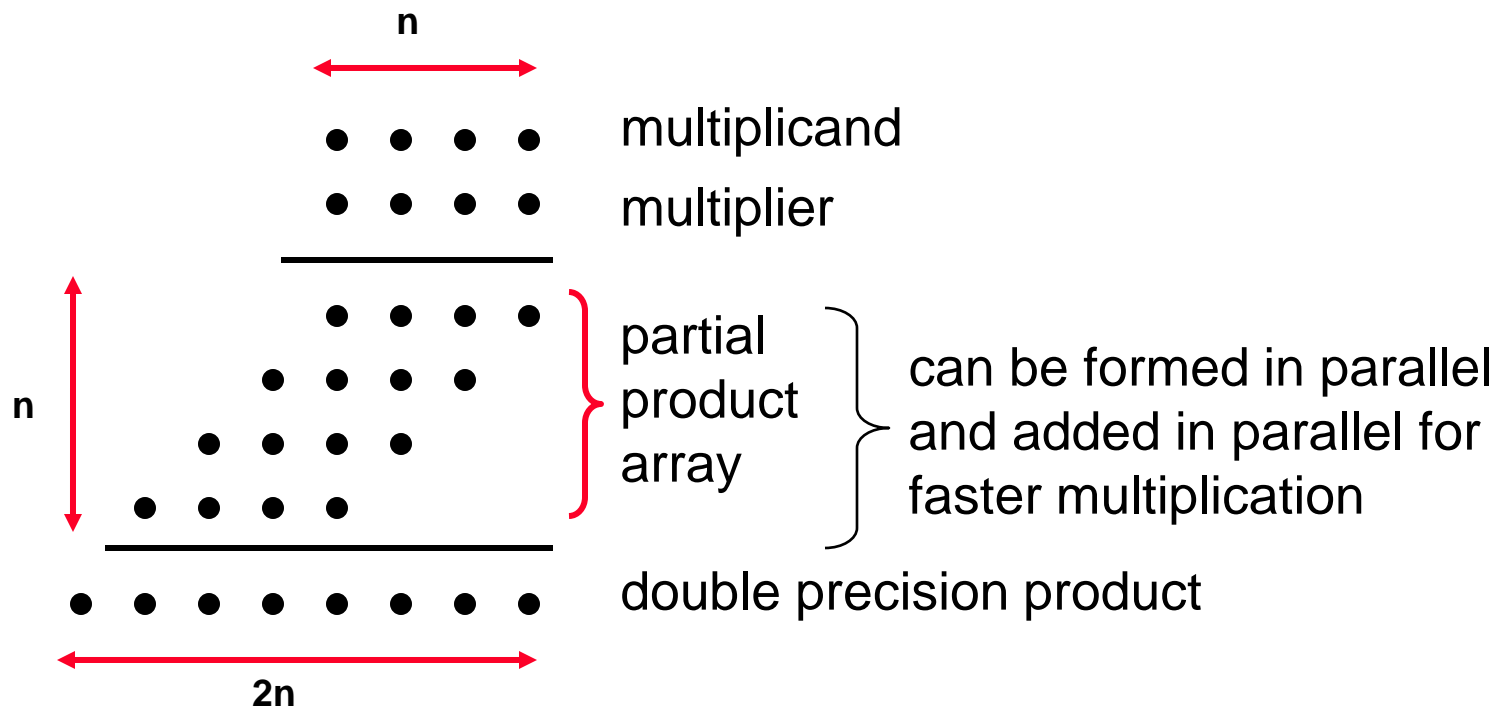 n
multiplicand
multiplier
n
partial
product
array
can be formed in parallel
and added in parallel for
faster multiplication
double precision product
2n